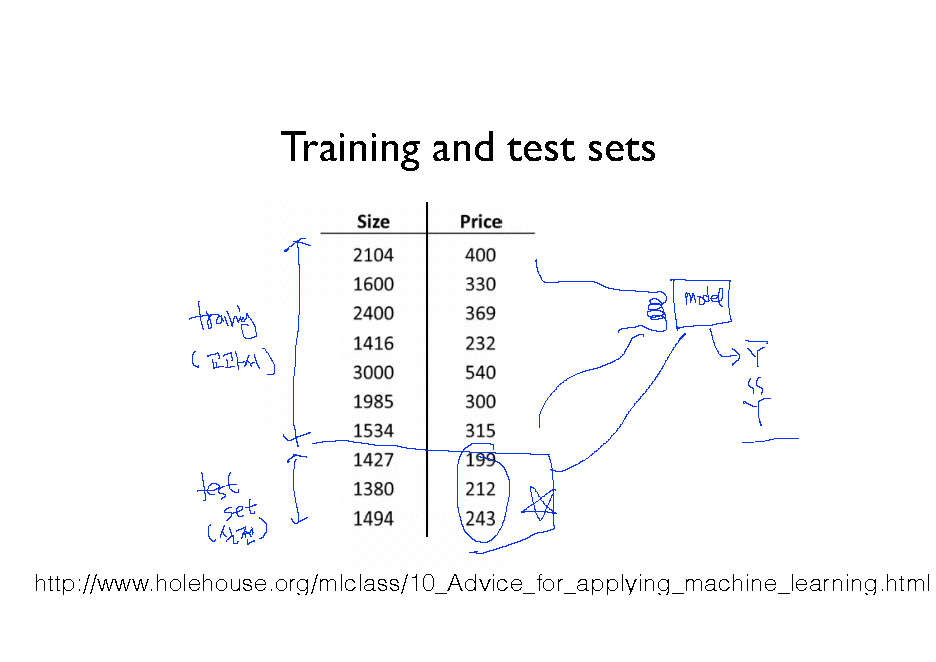 Training and test sets
Size Price
2104 400
1600 330
2400 369
1416 232
3000 540
1985 300
1534 315
1427 199
1380 212
1494 243
training
(교과서)
test
set
(실전)
model
Y
Y
http://www.holehouse.org/mlclass/10_Advice_for_applying_machine_learning.html